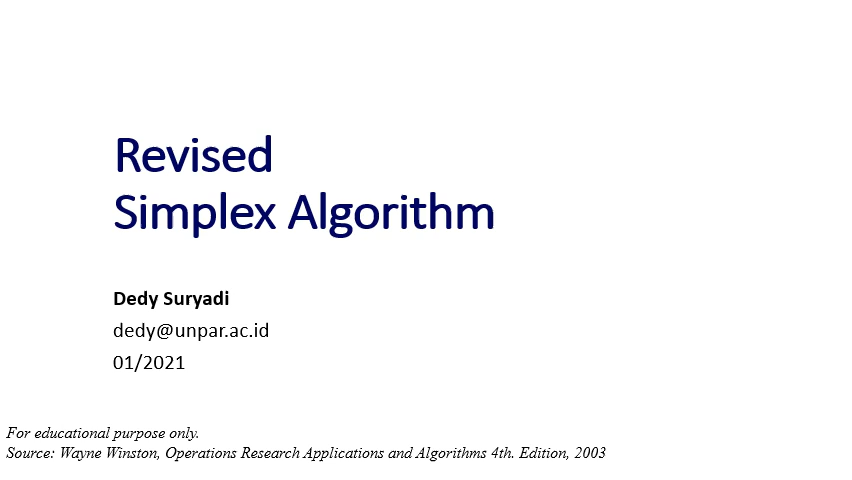 Revised
Simplex Algorithm
Dedy Suryadi
dedy@unpar.ac.id
01/2021
For educational purpose only.
Source: Wayne Winston, Operations Research Applications and Algorithms 4th. Edition, 2003